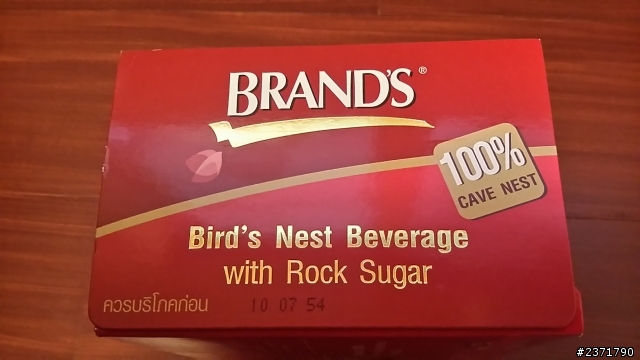 BRAND'S®
100%
CAVE NEST
Bird's Nest Beverage
with Rock Sugar
ควรบริโภคก่อน 10 07 54
#2371790